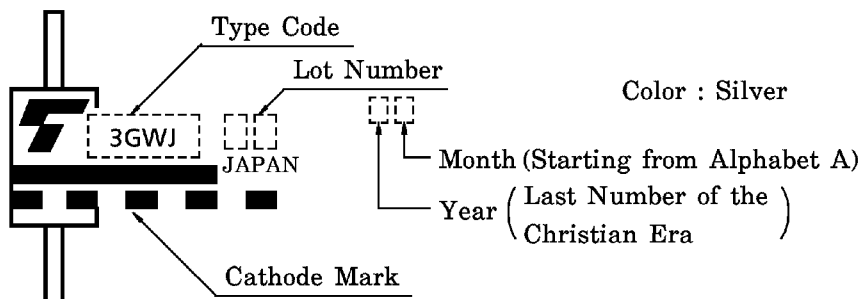 Type Code
Lot Number
Color : Silver
3GWJ
JAPAN
Month (Starting from Alphabet A)
Year (Last Number of the
Christian Era)
Cathode Mark